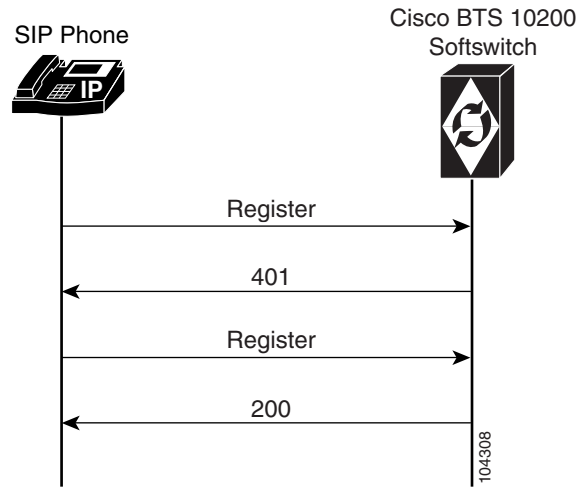 SIP Phone
Cisco BTS 10200
Softswitch
IP
Register
401
Register
200
104308